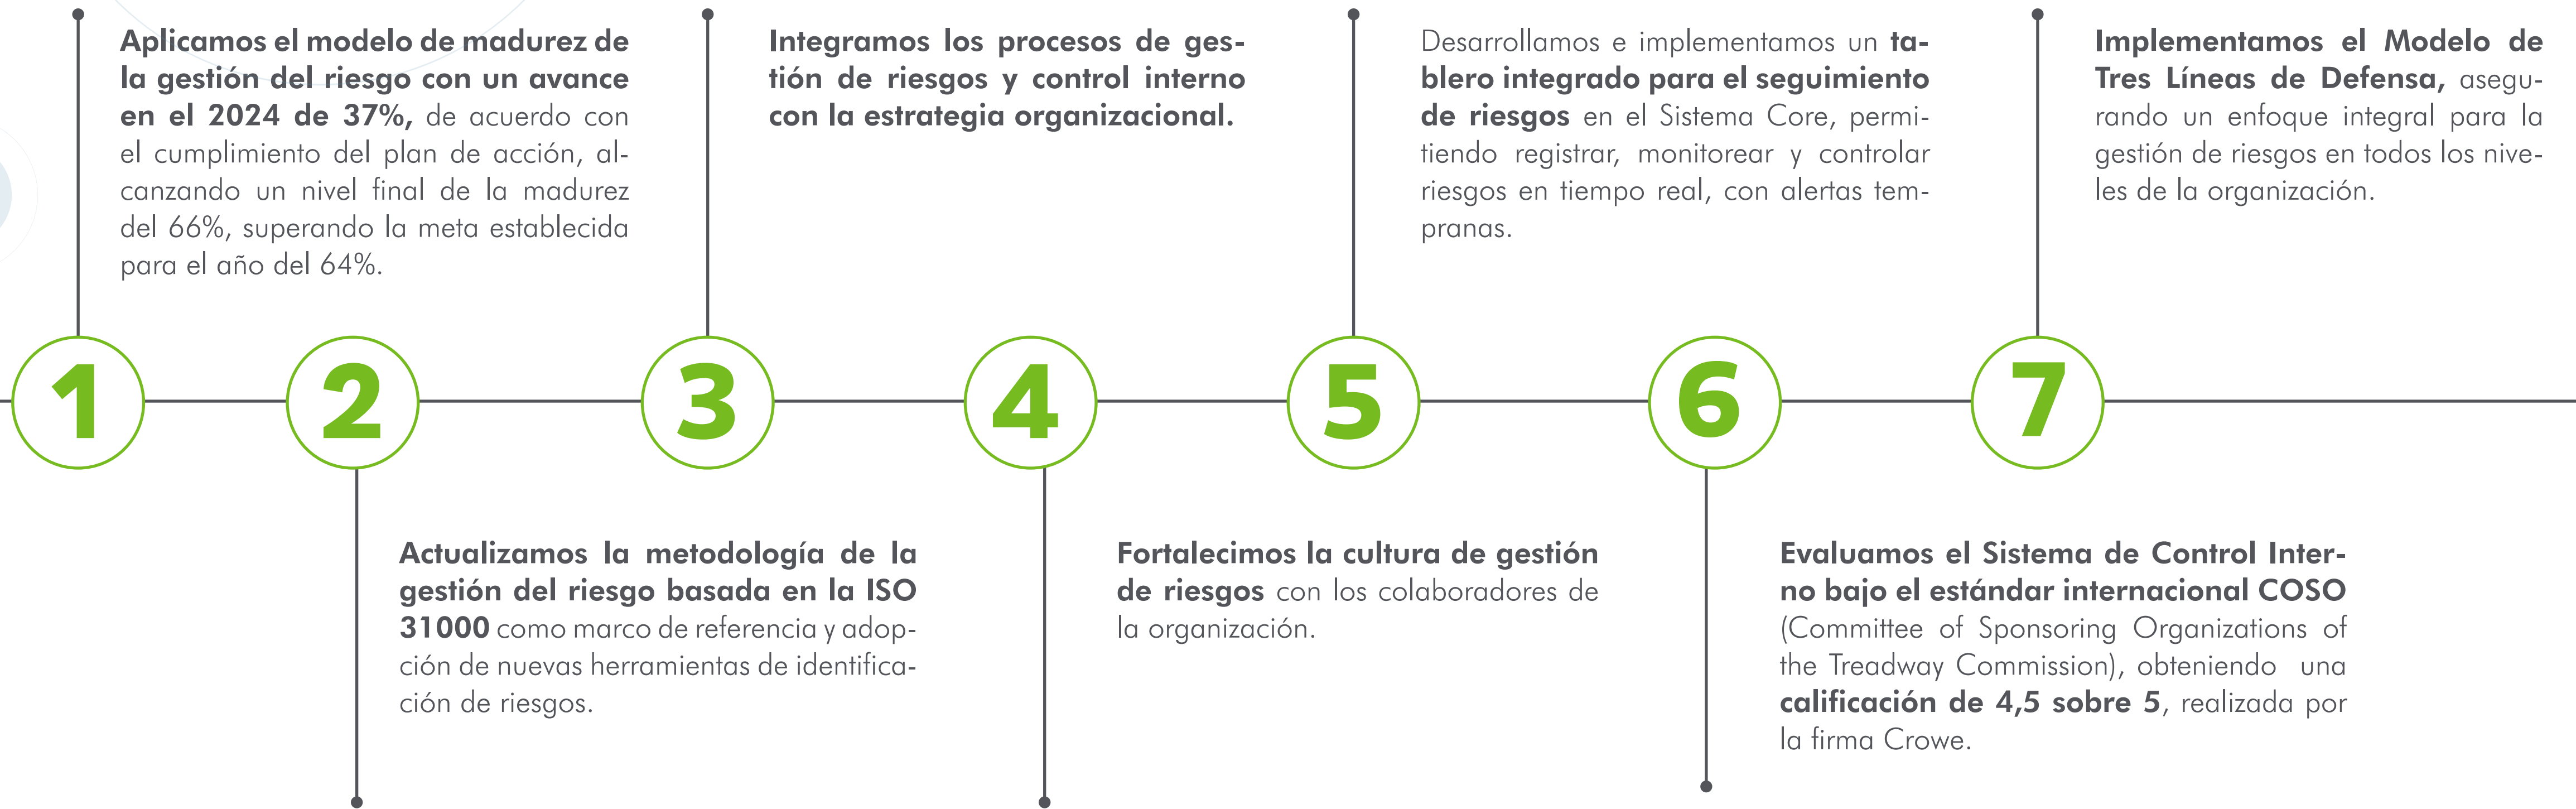 1
Aplicamos el modelo de madurez de
la gestión del riesgo con un avance
en el 2024 de 37%, de acuerdo con
el cumplimiento del plan de acción, al-
canzando un nivel final de la madurez
del 66%, superando la meta establecida
para el año del 64%.
2
Actualizamos la metodología de la
gestión del riesgo basada en la ISO
31000 como marco de referencia y adop-
ción de nuevas herramientas de identifica-
ción de riesgos.
3
Integramos los procesos de ges-
tión de riesgos y control interno
con la estrategia organizacional.
4
Fortalecimos la cultura de gestión
de riesgos con los colaboradores de
la organización.
5
Desarrollamos e implementamos un ta-
blero integrado para el seguimiento
de riesgos en el Sistema Core, permi-
tiendo registrar, monitorear y controlar
riesgos en tiempo real, con alertas tem-
pranas.
6
Evaluamos el Sistema de Control Inter-
no bajo el estándar internacional COSO
(Committee of Sponsoring Organizations of
the Treadway Commission), obteniendo una
calificación de 4,5 sobre 5, realizada por
la firma Crowe.
7
Implementamos el Modelo de
Tres Líneas de Defensa, asegu-
rando un enfoque integral para la
gestión de riesgos en todos los nive-
les de la organización.